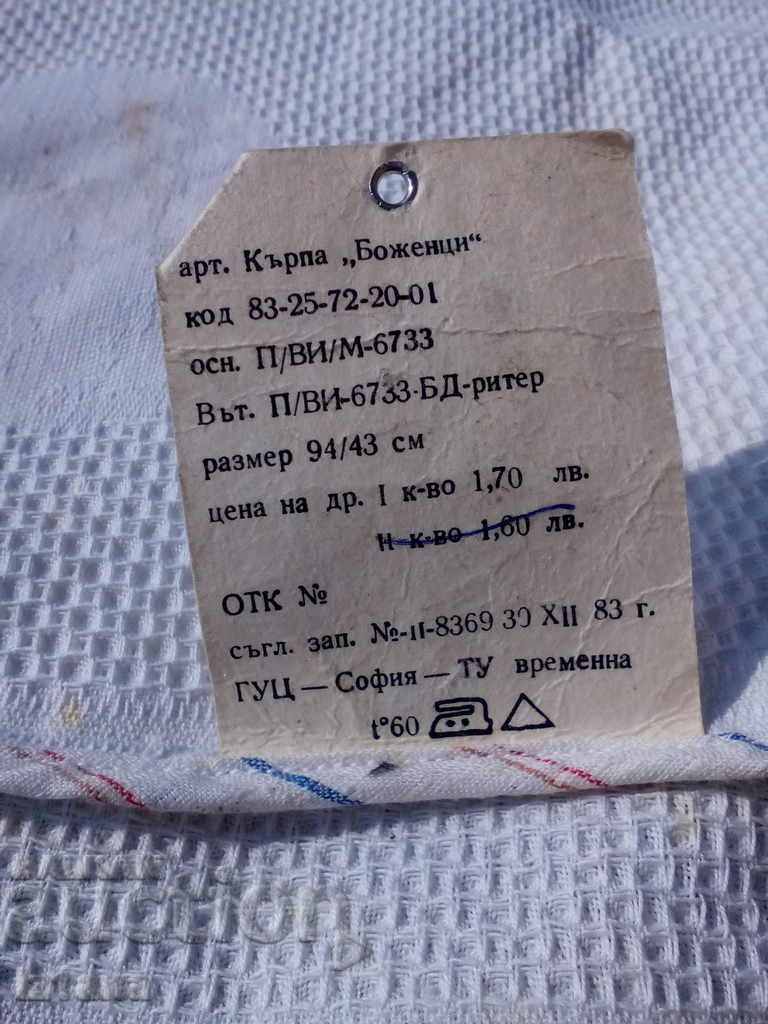 арт. Кърпа „Боженци“
код 83-25-72-20-01
осн. П/ВИ/М-6733
Вът. П/ВИ-6733-БД-ритер
размер 94/43 см
цена на др. I к-во 1,70 лв.
II к-во 1,60 лв.
ОТК №
съгл. зап. №-II-8369 30 XII 83 г.
ГУЦ — София — ТУ временна
t°60
auction